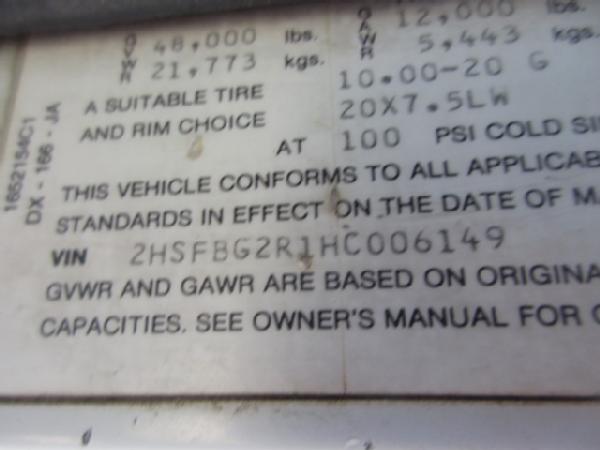 GVWR 48,000 lbs. GAWR 12,000 lbs.
21,773 kgs. 5,443 kgs.
A SUITABLE TIRE 10.00-20 G
AND RIM CHOICE 20X7.5LW
AT 100 PSI COLD
THIS VEHICLE CONFORMS TO ALL
STANDARDS IN EFFECT ON THE DATE OF
VIN 2HSFBG2R1HC006149
GVWR AND GAWR ARE BASED ON
CAPACITIES. SEE OWNER'S MANUAL FOR
1652154C1
DX - 166 - JA